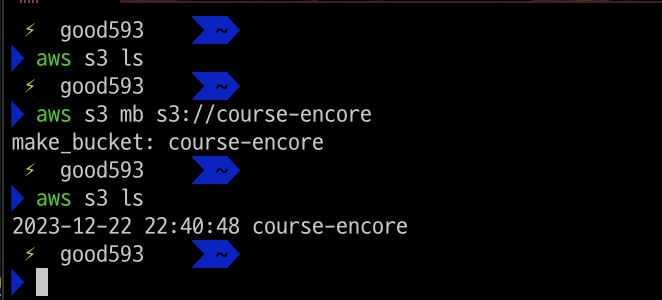 ⚡ good593 ~
aws s3 ls
⚡ good593 ~
aws s3 mb s3://course-encore
make_bucket: course-encore
⚡ good593 ~
aws s3 ls
2023-12-22 22:40:48 course-encore
⚡ good593 ~